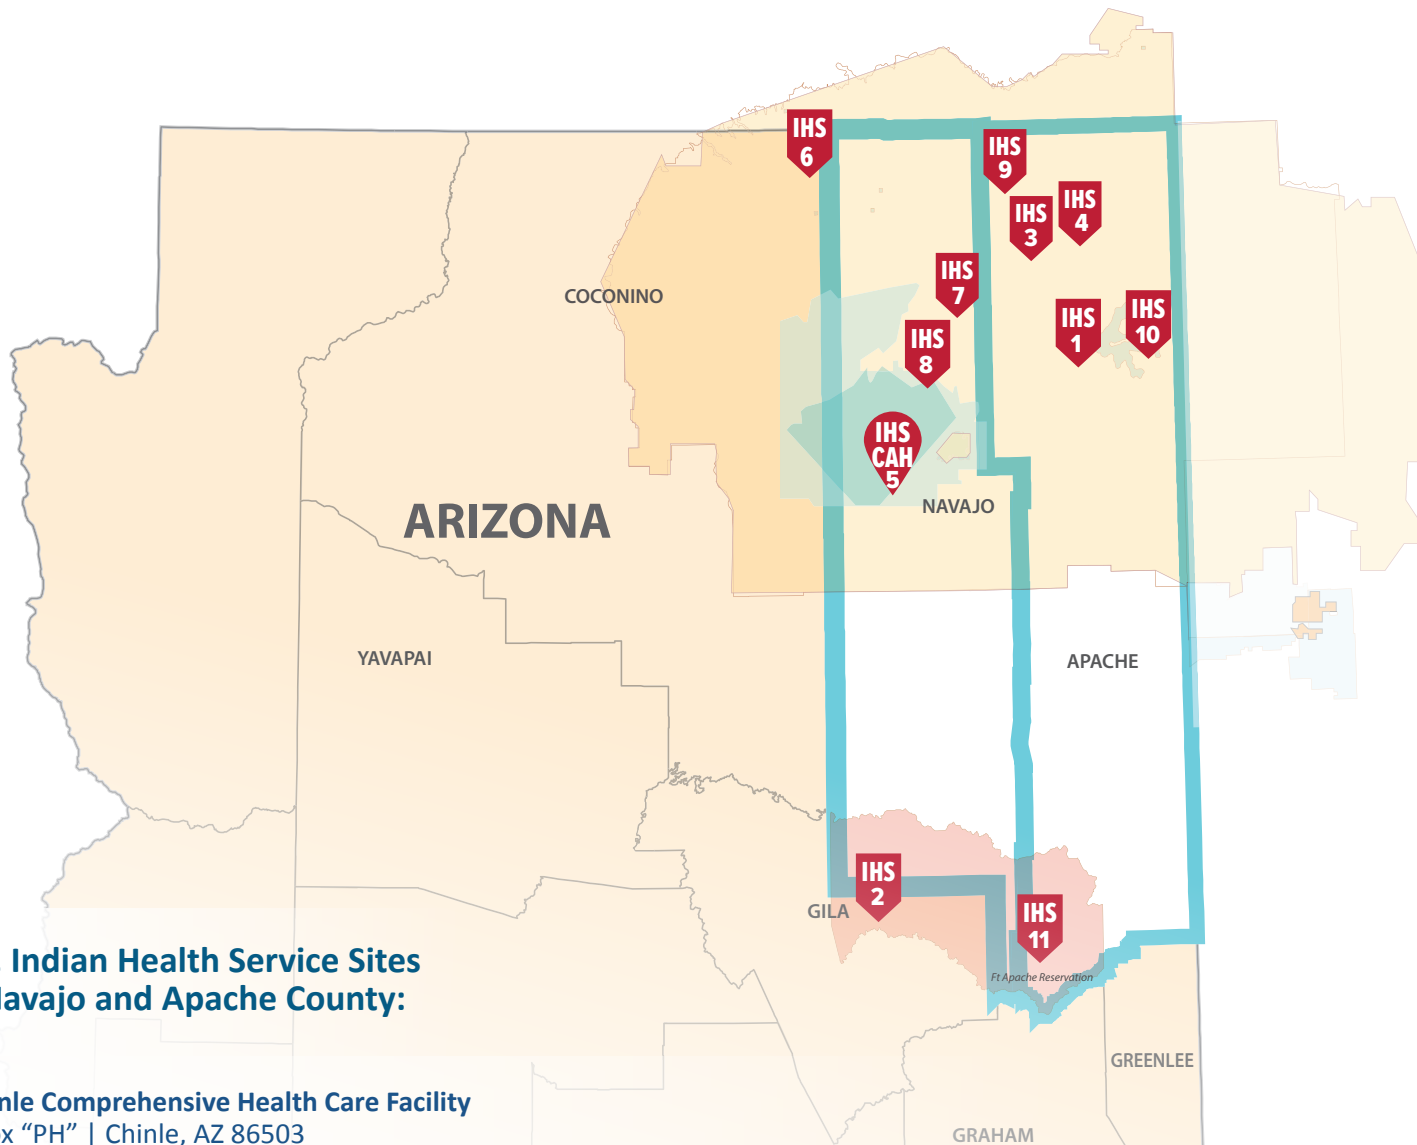 IHS
6
IHS
9
IHS
3
IHS
4
IHS
7
COCONINO
IHS
1
IHS
10
IHS
8
IHS
CAH
5
NAVAJO
ARIZONA
YAVAPAI
APACHE
IHS
2
GILA
IHS
11
Ft Apache Reservation
Indian Health Service Sites
Navajo and Apache County:
GREENLEE
nle Comprehensive Health Care Facility
ox “PH” | Chinle, AZ 86503
GRAHAM